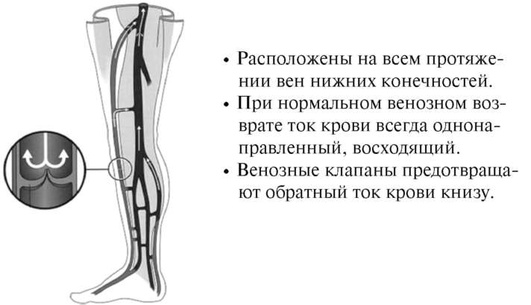 • Расположены на всем протяже-
нии вен нижних конечностей.
• При нормальном венозном воз-
врате ток крови всегда однона-
правленный, восходящий.
• Венозные клапаны предотвраща-
ют обратный ток крови книзу.